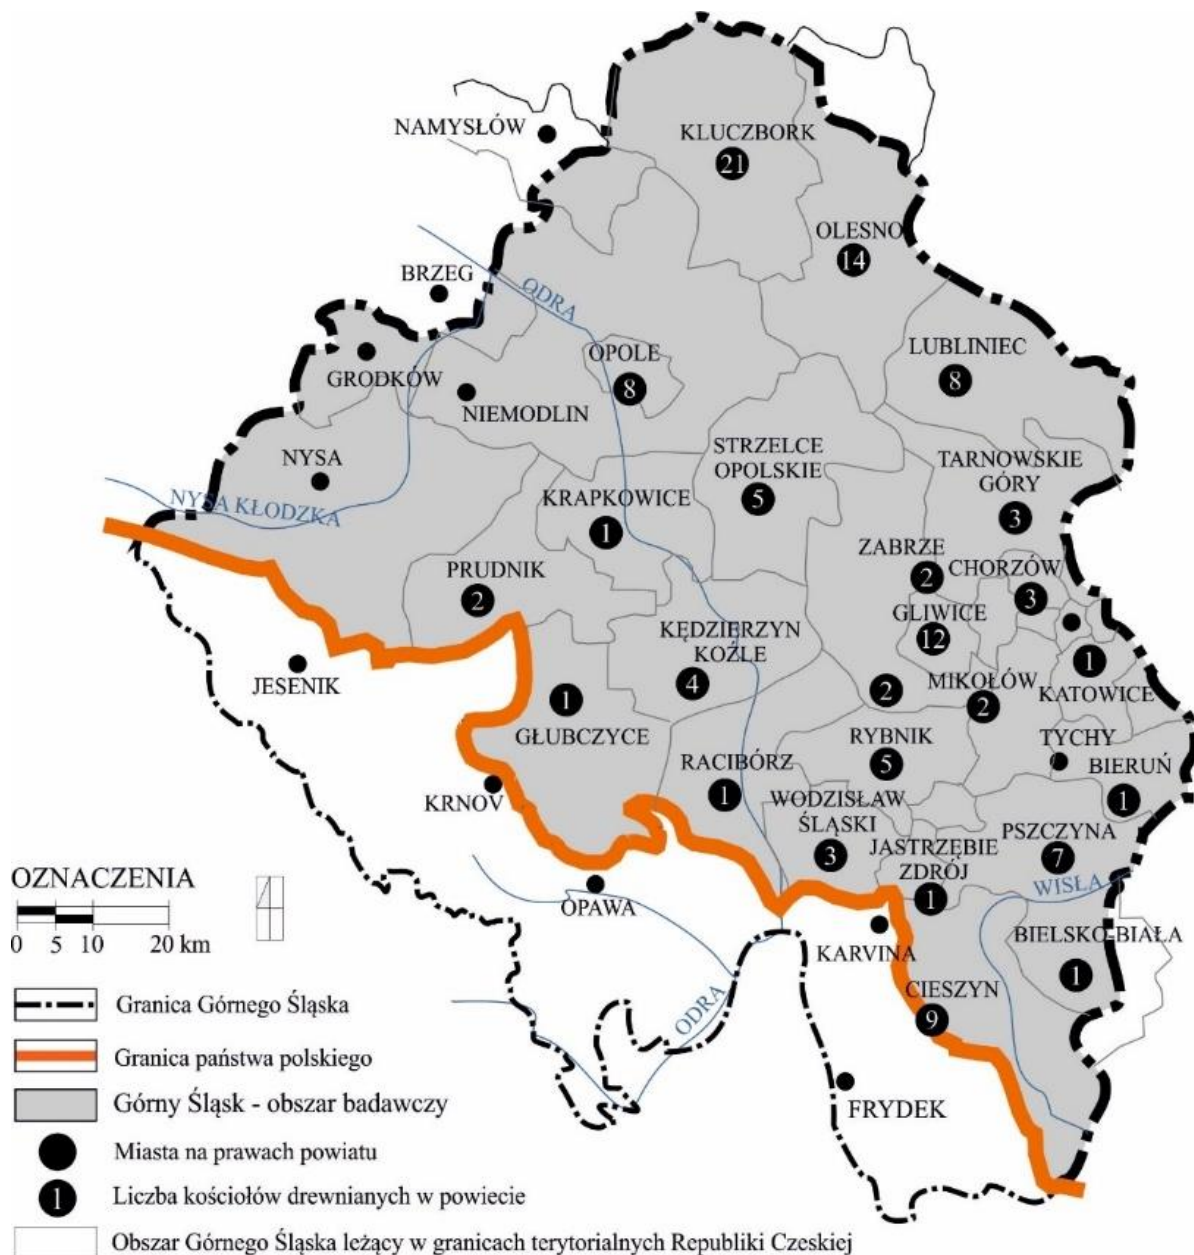 KLUCZBORK
21
NAMYSŁÓW
OLESNO
14
BRZEG
ODRA
OPOLE
8
LUBLINIEC
8
GRODKÓW
NIEMODLIN
STRZELCE
OPOLSKIE
5
TARNOWSKIE
GÓRY
3
NYSA
NYSA KŁODZKA
KRAPKOWICE
1
ZABRZE
2
CHORZÓW
3
PRUDNIK
2
GLIWICE
12
KĘDZIERZYN
KOŹLE
4
JESENIK
1
GŁUBCZYCE
2
MIKOŁÓW
2
1
KATOWICE
RYBNIK
5
TYCHY
BIERUŃ
1
RACIBÓRZ
1
KRNOV
WODZISŁAW
ŚLĄSKI
3
JASTRZĘBIE
ZDRÓJ
1
PSZCZYNA
7
WISŁA
OPAWA
KARVINA
BIELSKO-BIAŁA
1
ODRA
CIESZYN
9
FRYDEK
OZNACZENIA
0 5 10 20 km
Granica Górnego Śląska
Granica państwa polskiego
Górny Śląsk - obszar badawczy
Miasta na prawach powiatu
1 Liczba kościołów drewnianych w powiecie
Obszar Górnego Śląska leżący w granicach terytorialnych Republiki Czeskiej